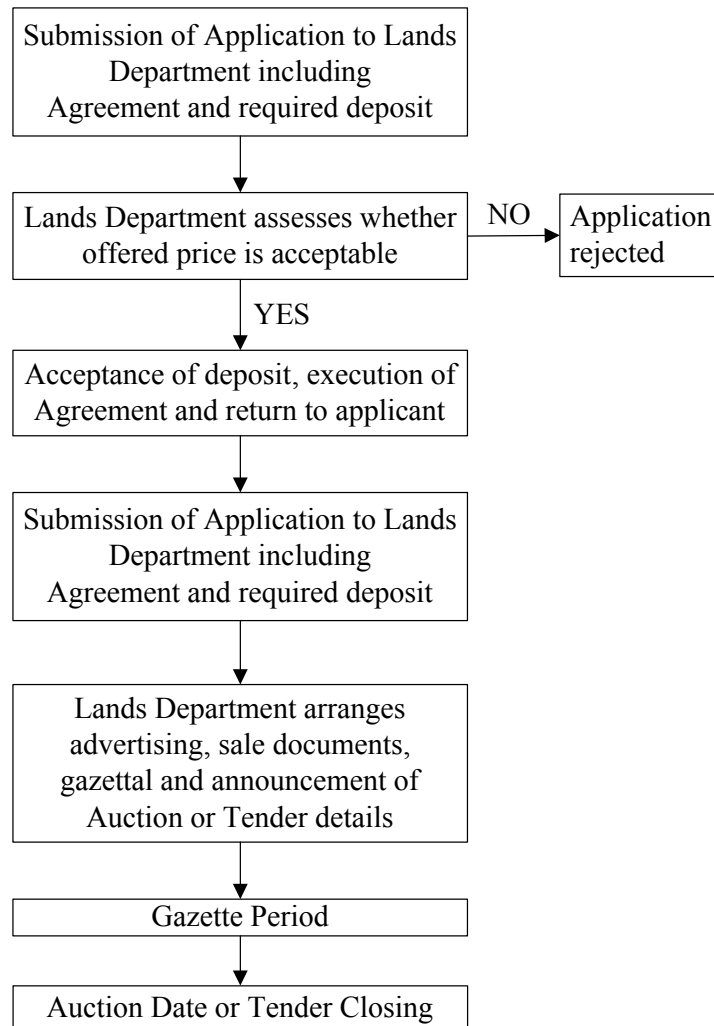 Submission of Application to Lands
Department including
Agreement and required deposit
Lands Department assesses whether
offered price is acceptable
NO
Application
rejected
YES
Acceptance of deposit, execution of
Agreement and return to applicant
Submission of Application to Lands
Department including
Agreement and required deposit
Lands Department arranges
advertising, sale documents,
gazettal and announcement of
Auction or Tender details
Gazette Period
Auction Date or Tender Closing